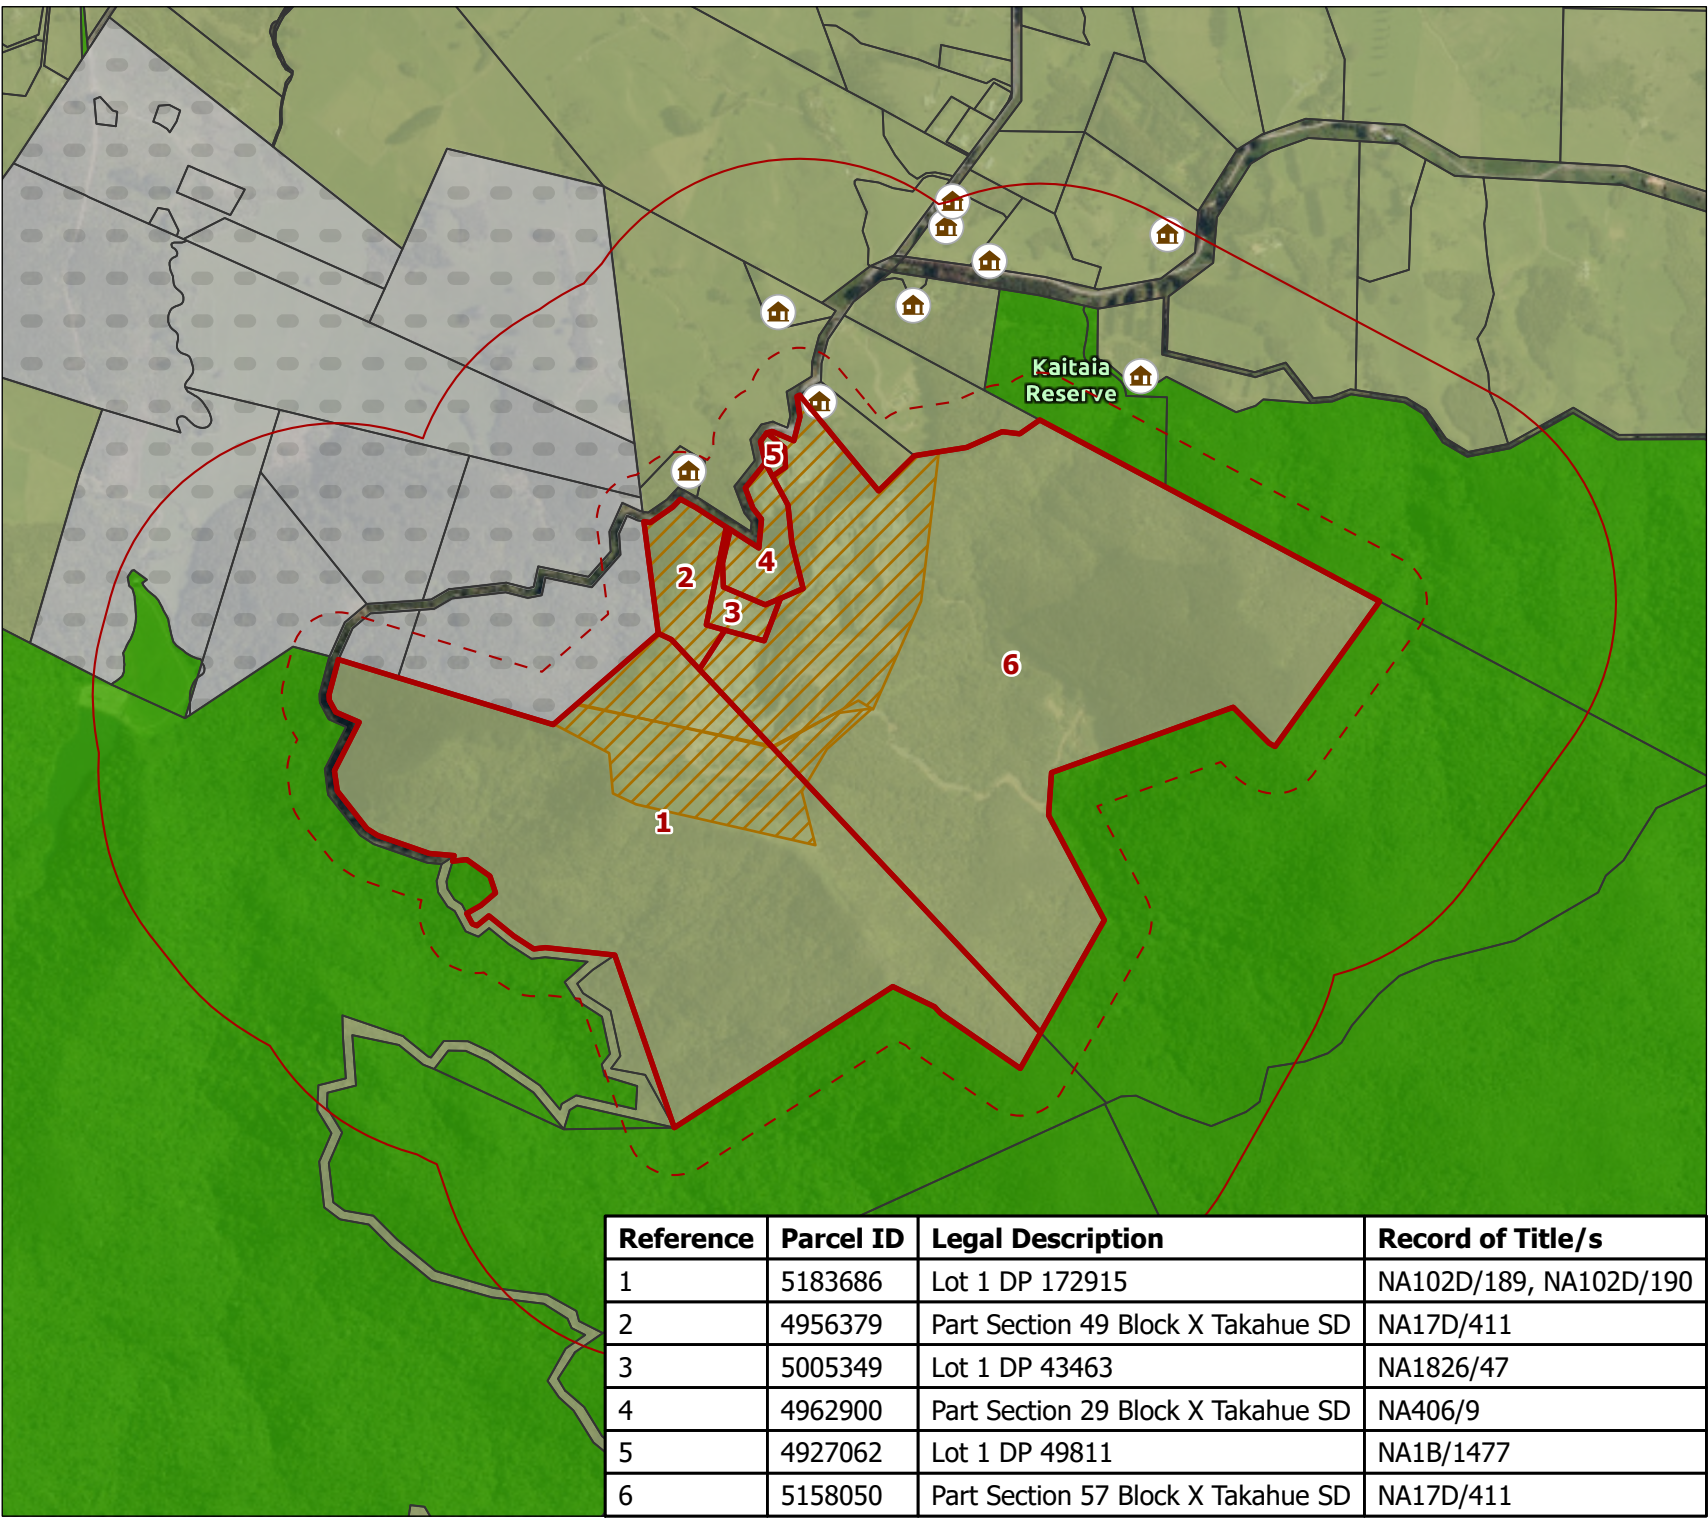 Kaitaia
Reserve
5
4
2
3
6
1
Reference Parcel ID Legal Description Record of Title/s
1 5183686 Lot 1 DP 172915 NA102D/189, NA102D/190
2 4956379 Part Section 49 Block X Takahue SD NA17D/411
3 5005349 Lot 1 DP 43463 NA1826/47
4 4962900 Part Section 29 Block X Takahue SD NA406/9
5 4927062 Lot 1 DP 49811 NA1B/1477
6 5158050 Part Section 57 Block X Takahue SD NA17D/411